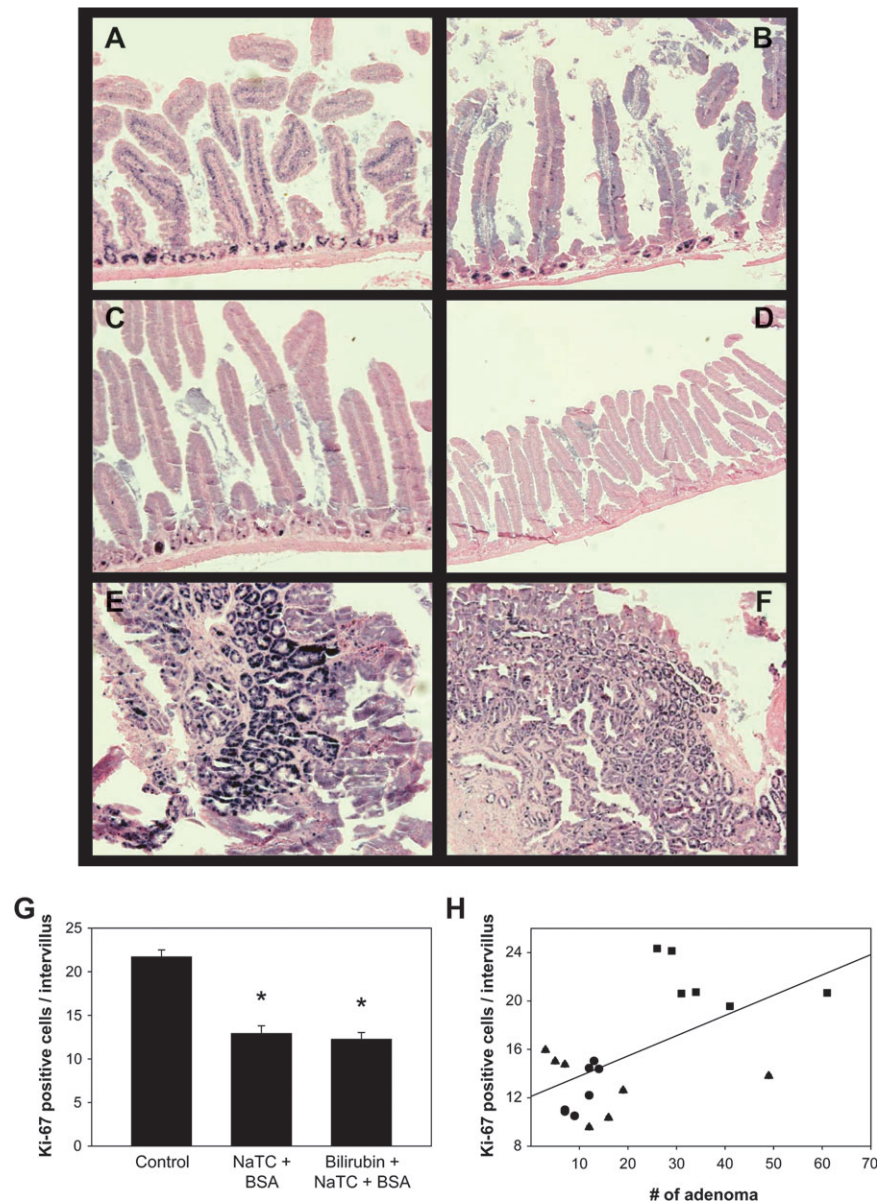 A
B
C
D
E
F
G
H
Ki-67 positive cells / intervillus
25
20
15
10
5
0
*
*
Control
NaTC +
BSA
Bilirubin +
NaTC + BSA
Ki-67 positive cells / intervillus
24
20
16
12
8
10
20
30
40
50
60
70
# of adenoma